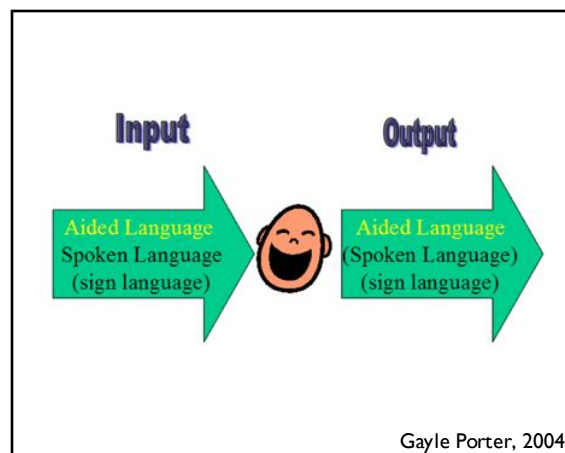 Input
Output
Aided Language
Spoken Language
(sign language)
Aided Language
(Spoken Language)
(sign language)
Gayle Porter, 2004